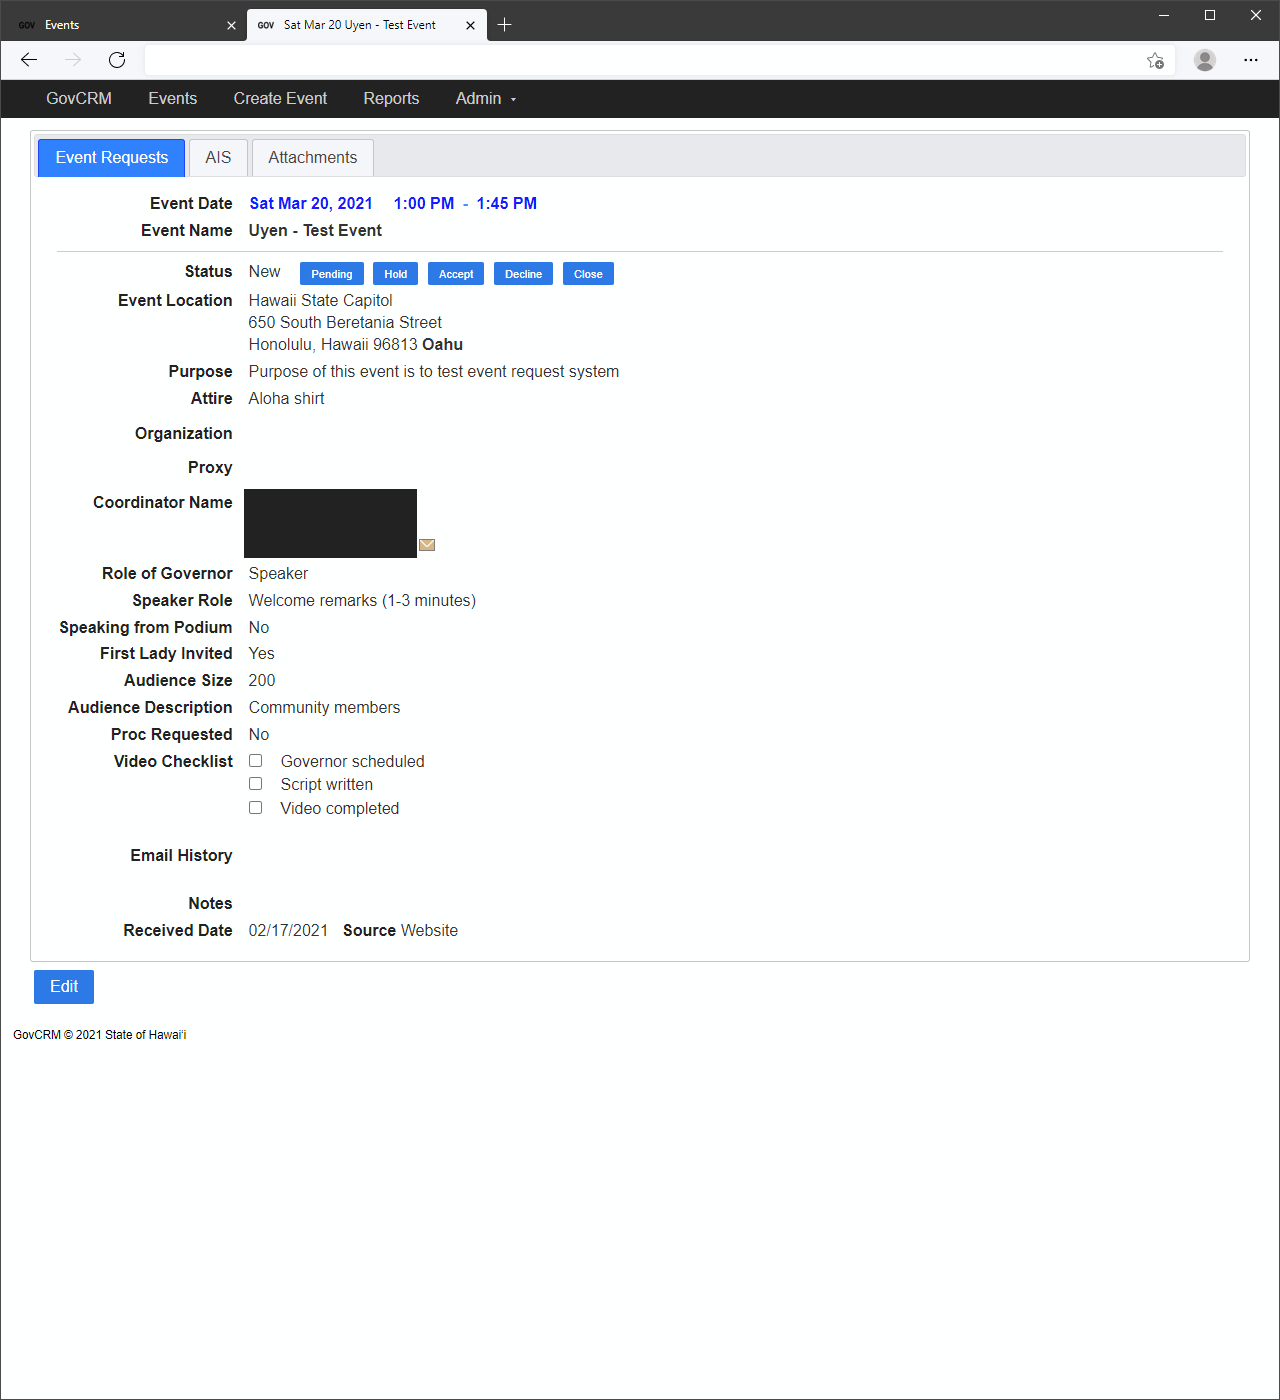 GOV Events
GOV Sat Mar 20 Uyen - Test Event
GovCRM Events Create Event Reports Admin
Event Requests AIS Attachments
Event Date Sat Mar 20, 2021 1:00 PM - 1:45 PM
Event Name Uyen - Test Event
Status New Pending Hold Accept Decline Close
Event Location Hawaii State Capitol
650 South Beretania Street
Honolulu, Hawaii 96813 Oahu
Purpose Purpose of this event is to test event request system
Attire Aloha shirt
Organization
Proxy
Coordinator Name
Role of Governor Speaker
Speaker Role Welcome remarks (1-3 minutes)
Speaking from Podium No
First Lady Invited Yes
Audience Size 200
Audience Description Community members
Proc Requested No
Video Checklist Governor scheduled
Script written
Video completed
Email History
Notes
Received Date 02/17/2021 Source Website
Edit
GovCRM © 2021 State of Hawaiʻi